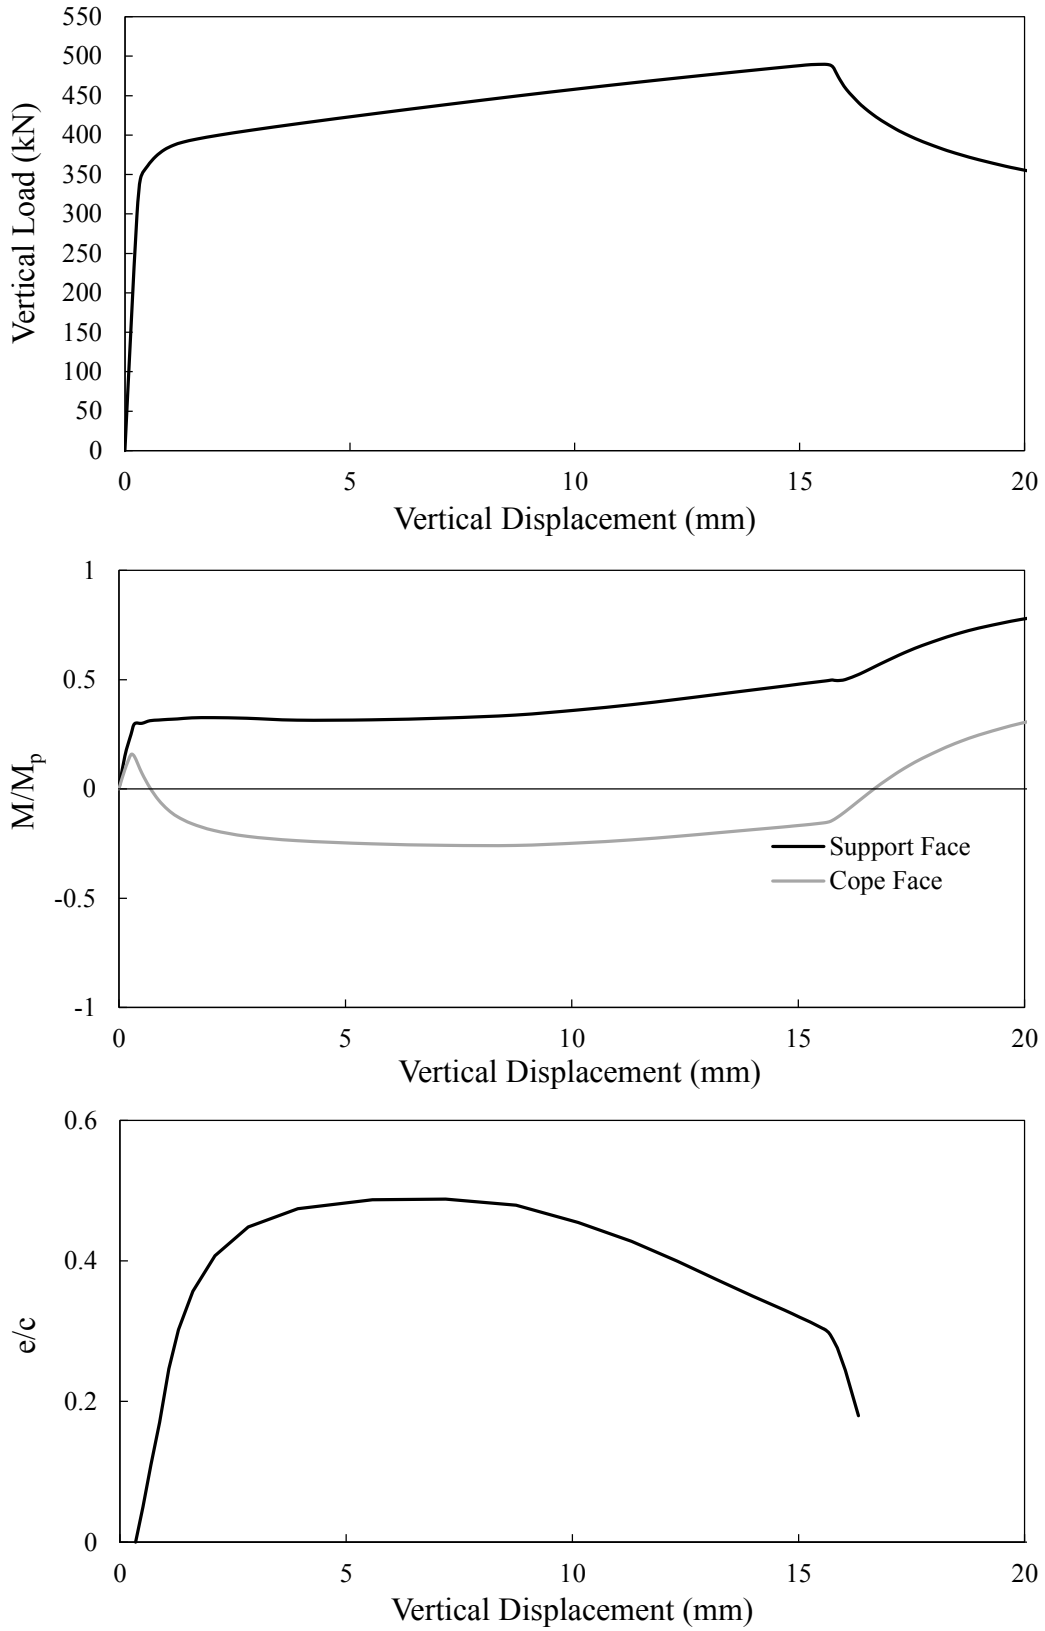 550
500
450
400
350
300
250
200
150
100
50
0
Vertical Load (kN)
0 5 10 15 20
Vertical Displacement (mm)
1
0.5
0
-0.5
-1
M/Mp
Support Face
Cope Face
0 5 10 15 20
Vertical Displacement (mm)
0.6
0.4
0.2
0
e/c
0 5 10 15 20
Vertical Displacement (mm)